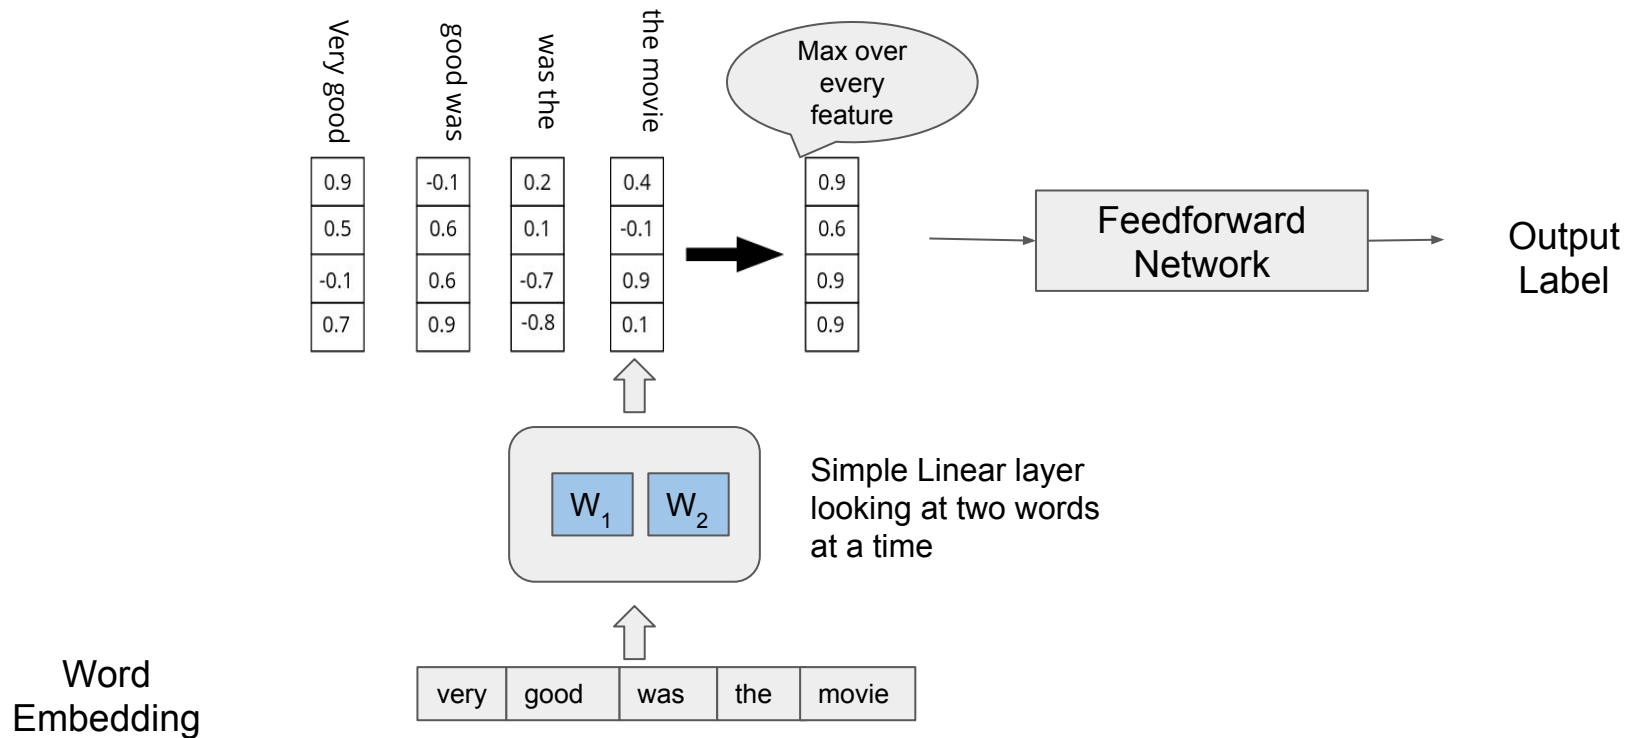 Very good
good was
was the
the movie
Max over
every
feature
0.9 -0.1 0.2 0.4 0.9
0.5 0.6 0.1 -0.1 0.6
-0.1 0.6 -0.7 0.9 0.9
0.7 0.9 -0.8 0.1 0.9
Feedforward
Network
Output
Label
W1 W2
Simple Linear layer
looking at two words
at a time
Word
Embedding
very good was the movie